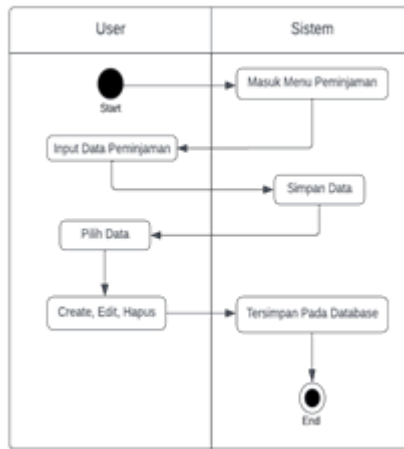 User
Sistem
Start
Masuk Menu Peminjaman
Input Data Peminjaman
Simpan Data
Pilih Data
Create, Edit, Hapus
Tersimpan Pada Database
End